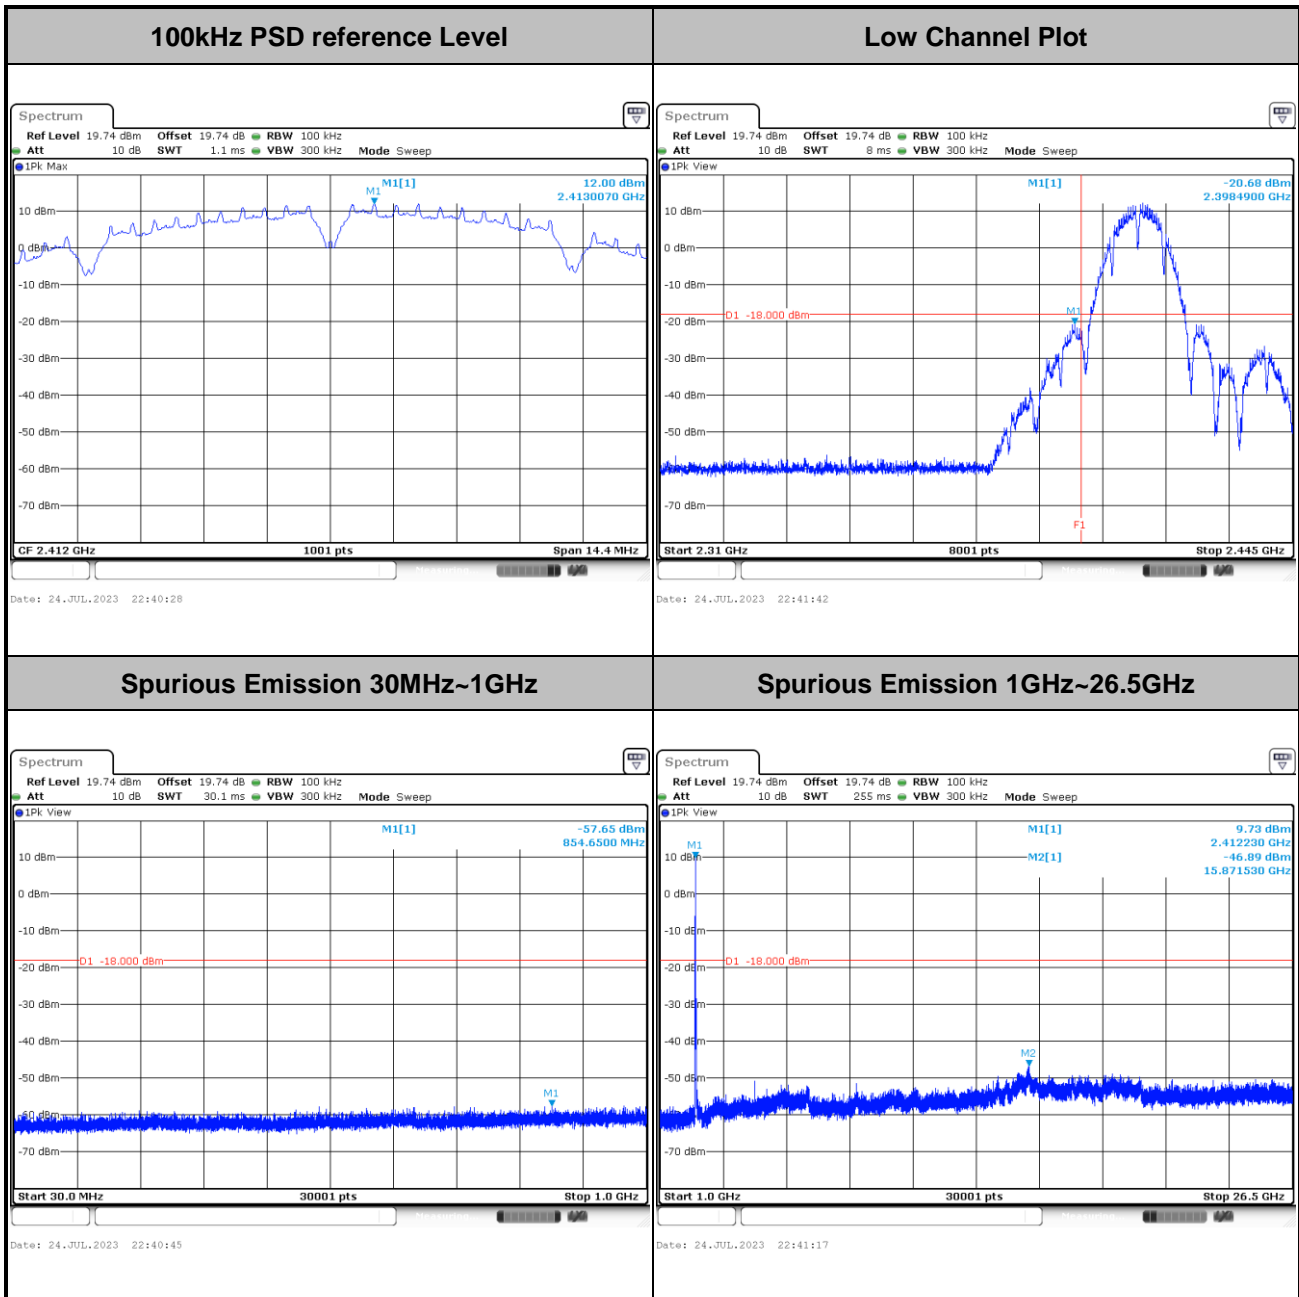 100kHz PSD reference Level
Low Channel Plot
Spectrum
Ref Level 19.74 dBm Offset 19.74 dB RBW 100 kHz
Att 10 dB SWT 1.1 ms VBW 300 kHz Mode Sweep
1Pk Max
M1[1] 12.00 dBm
2.4130070 GHz
M1
10 dBm
0 dBm
-10 dBm
-20 dBm
-30 dBm
-40 dBm
-50 dBm
-60 dBm
-70 dBm
CF 2.412 GHz 1001 pts Span 14.4 MHz
Date: 24.JUL.2023 22:40:28
Spectrum
Ref Level 19.74 dBm Offset 19.74 dB RBW 100 kHz
Att 10 dB SWT 8 ms VBW 300 kHz Mode Sweep
1Pk View
M1[1] -20.68 dBm
2.3984900 GHz
10 dBm
0 dBm
-10 dBm
D1 -18.000 dBm
M1
-20 dBm
-30 dBm
-40 dBm
-50 dBm
-60 dBm
-70 dBm
F1
Start 2.31 GHz 8001 pts Stop 2.445 GHz
Date: 24.JUL.2023 22:41:42
Spurious Emission 30MHz~1GHz
Spurious Emission 1GHz~26.5GHz
Spectrum
Ref Level 19.74 dBm Offset 19.74 dB RBW 100 kHz
Att 10 dB SWT 30.1 ms VBW 300 kHz Mode Sweep
1Pk View
M1[1] -57.65 dBm
854.6500 MHz
10 dBm
0 dBm
-10 dBm
D1 -18.000 dBm
-20 dBm
-30 dBm
-40 dBm
-50 dBm
M1
-60 dBm
-70 dBm
Start 30.0 MHz 30001 pts Stop 1.0 GHz
Date: 24.JUL.2023 22:40:45
Spectrum
Ref Level 19.74 dBm Offset 19.74 dB RBW 100 kHz
Att 10 dB SWT 255 ms VBW 300 kHz Mode Sweep
1Pk View
M1[1] 9.73 dBm
2.412230 GHz
M1
10 dBm
M2[1] -46.89 dBm
15.871530 GHz
0 dBm
-10 dBm
D1 -18.000 dBm
-20 dBm
-30 dBm
-40 dBm
M2
-50 dBm
-60 dBm
-70 dBm
Start 1.0 GHz 30001 pts Stop 26.5 GHz
Date: 24.JUL.2023 22:41:17